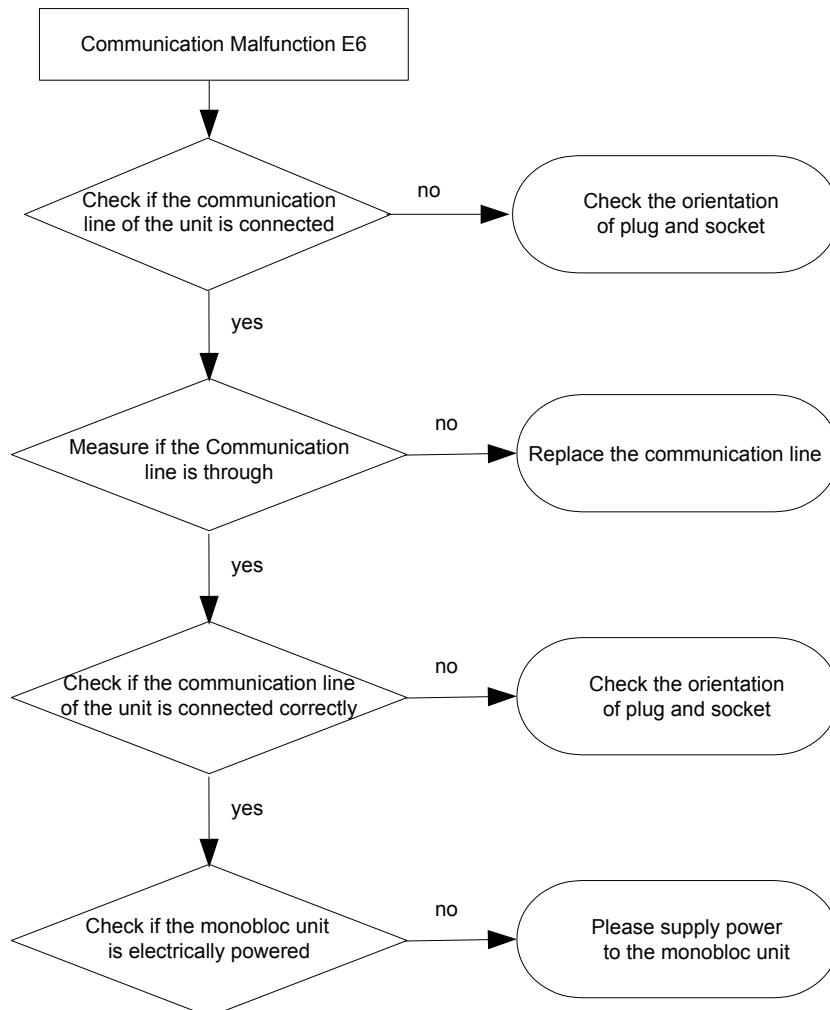 Communication Malfunction E6
Check if the communication
line of the unit is connected
no
Check the orientation
of plug and socket
yes
Measure if the Communication
line is through
no
Replace the communication line
yes
Check if the communication line
of the unit is connected correctly
no
Check the orientation
of plug and socket
yes
Check if the monobloc unit
is electrically powered
no
Please supply power
to the monobloc unit